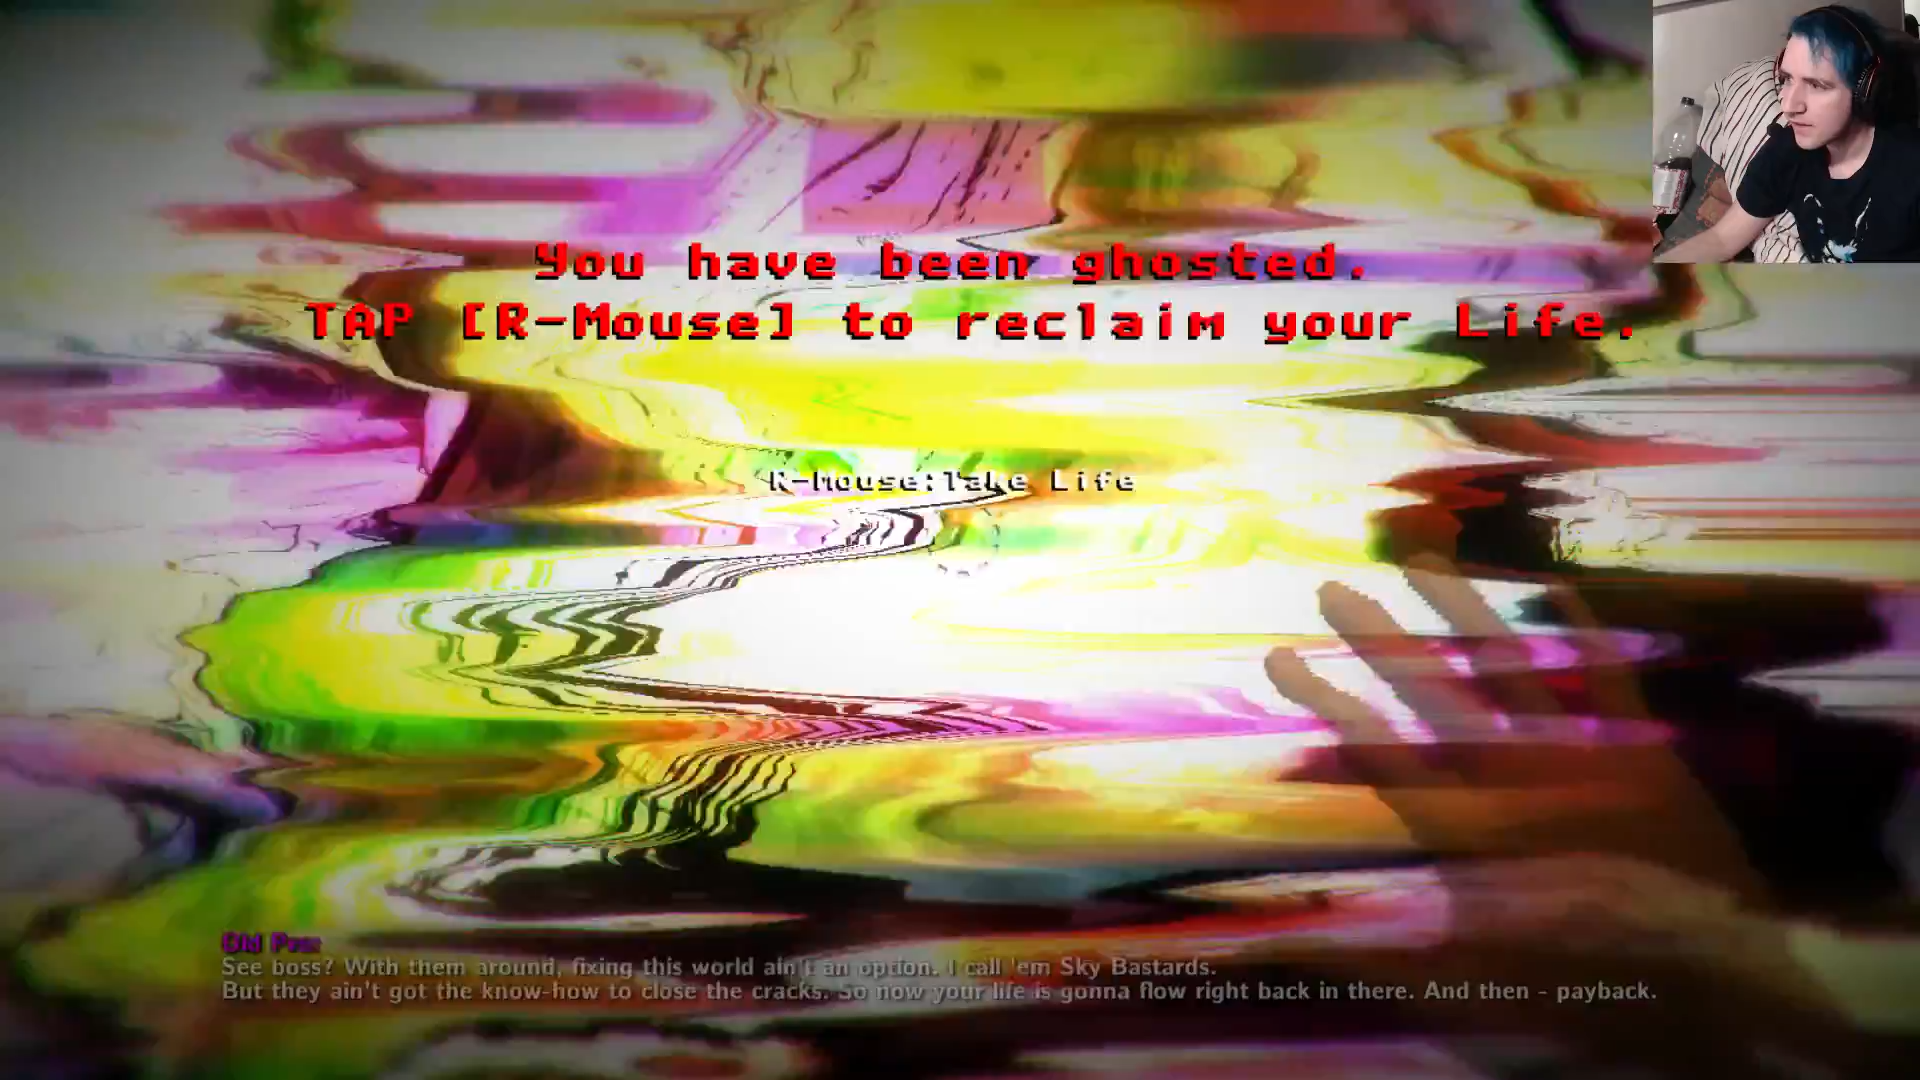 You have been ghosted.
TAP [R-Mouse] to reclaim your Life.
R-Mouse:Take Life
Old Pro:
See boss? With them around, fixing this world ain't an option. I call 'em Sky Bastards.
But they ain't got the know-how to close the cracks. So now your life is gonna flow right back in there. And then - payback.